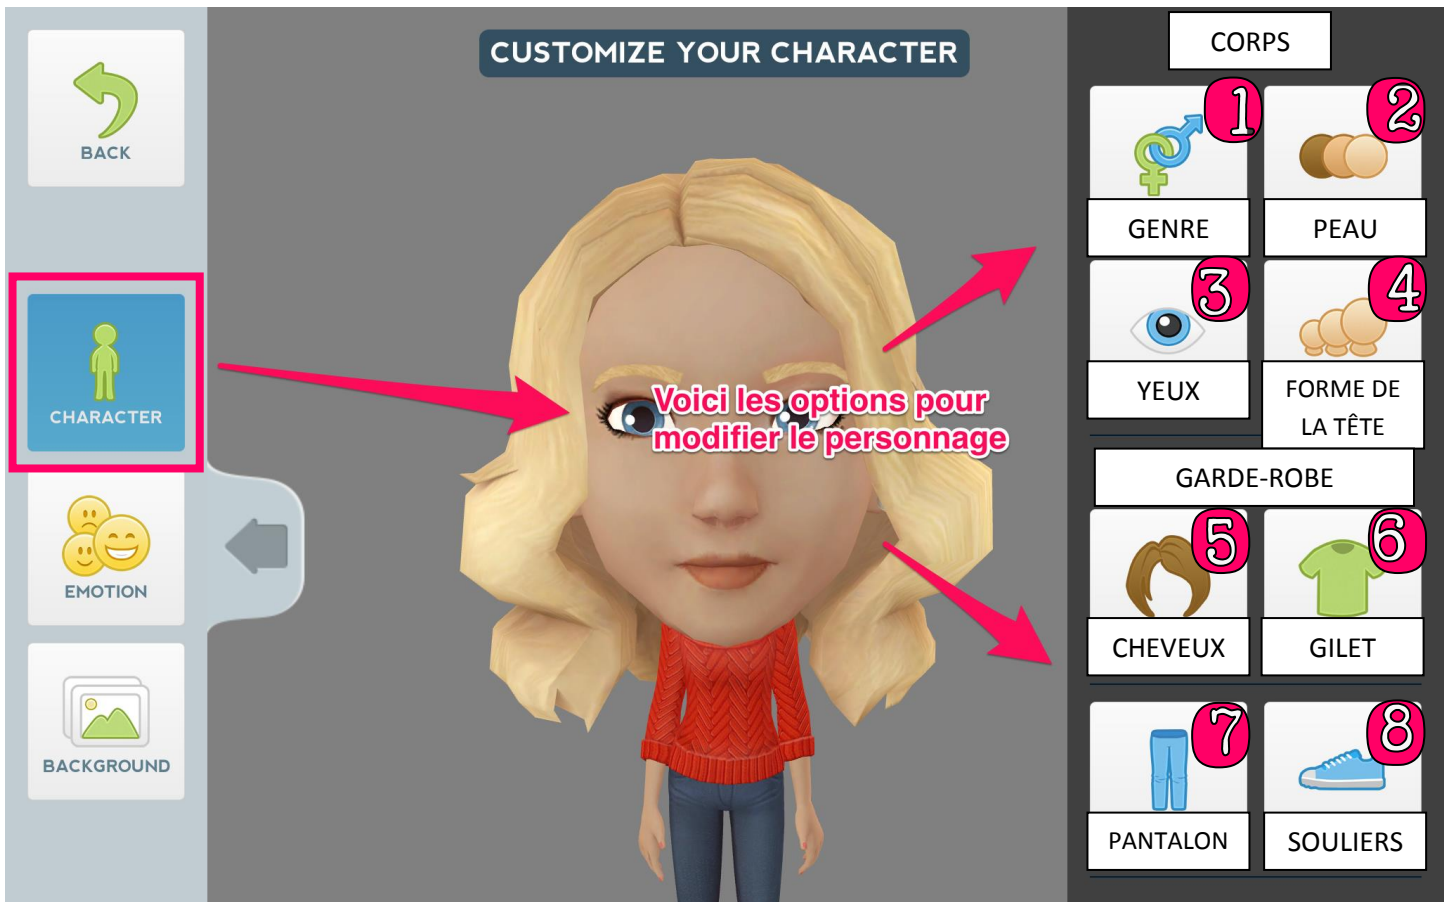 CUSTOMIZE YOUR CHARACTER
BACK
CHARACTER
EMOTION
BACKGROUND
Voici les options pour
modifier le personnage
CORPS
1
2
GENRE
PEAU
3
4
YEUX
FORME DE
LA TÊTE
GARDE-ROBE
5
6
CHEVEUX
GILET
7
8
PANTALON
SOULIERS